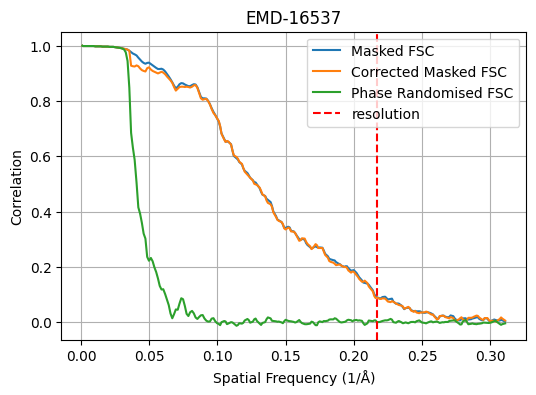 EMD-16537
Masked FSC
Corrected Masked FSC
Phase Randomised FSC
resolution
Correlation
1.0
0.8
0.6
0.4
0.2
0.0
0.00 0.05 0.10 0.15 0.20 0.25 0.30
Spatial Frequency (1/Å)